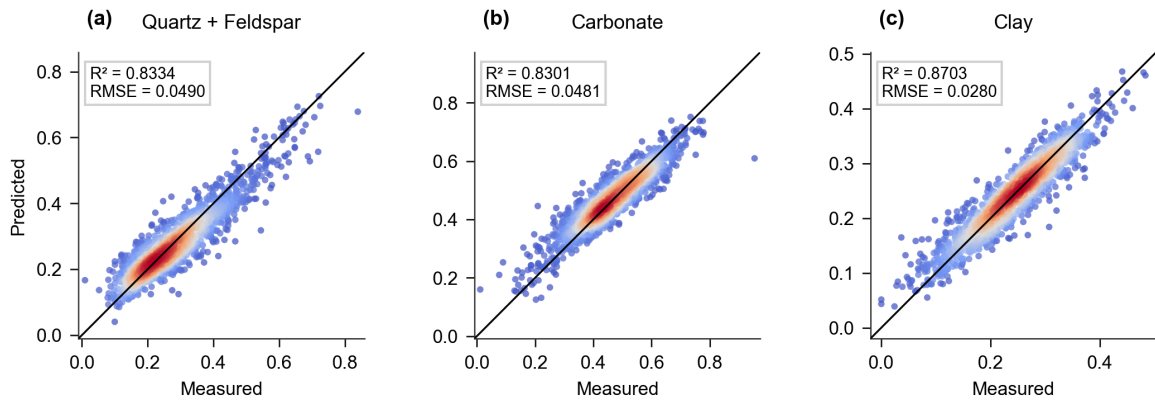 (a) Quartz + Feldspar
R² = 0.8334
RMSE = 0.0490
0.8
0.6
0.4
0.2
0.0
Predicted
0.0 0.2 0.4 0.6 0.8
Measured
(b) Carbonate
R² = 0.8301
RMSE = 0.0481
0.8
0.6
0.4
0.2
0.0
0.0 0.2 0.4 0.6 0.8
Measured
(c) Clay
R² = 0.8703
RMSE = 0.0280
0.5
0.4
0.3
0.2
0.1
0.0
0.0 0.2 0.4
Measured